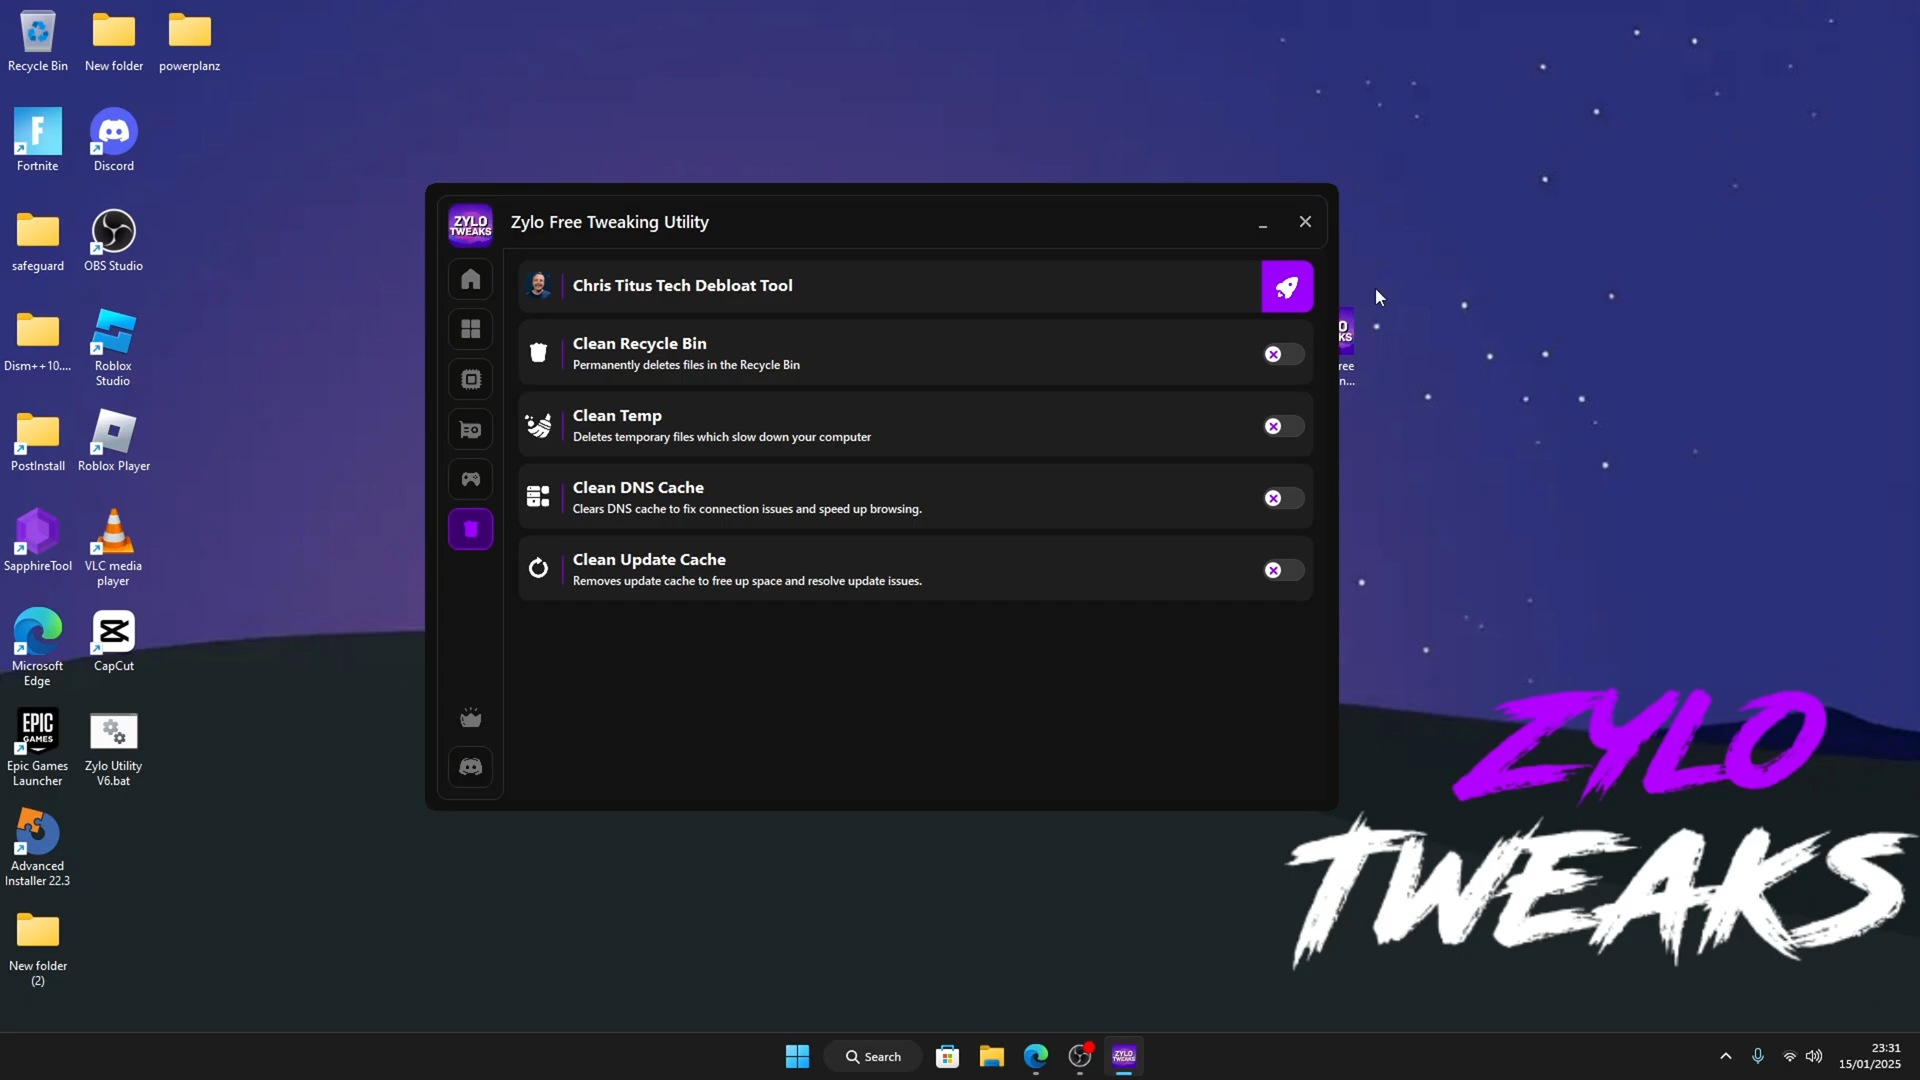 Recycle Bin
New folder
powerplanz
Fortnite
Discord
safeguard
OBS Studio
Dism++10....
Roblox
Studio
PostInstall
Roblox Player
SapphireTool
VLC media
player
Microsoft
Edge
CapCut
EPIC
GAMES
Epic Games
Launcher
Zylo Utility
V6.bat
Advanced
Installer 22.3
New folder
(2)
ZYLO
TWEAKS
Zylo Free Tweaking Utility
Chris Titus Tech Debloat Tool
Clean Recycle Bin
Permanently deletes files in the Recycle Bin
Clean Temp
Deletes temporary files which slow down your computer
Clean DNS Cache
Clears DNS cache to fix connection issues and speed up browsing.
Clean Update Cache
Removes update cache to free up space and resolve update issues.
ZYLO
TWEAKS
Search
ZYLO
TWEAKS
23:31
15/01/2025